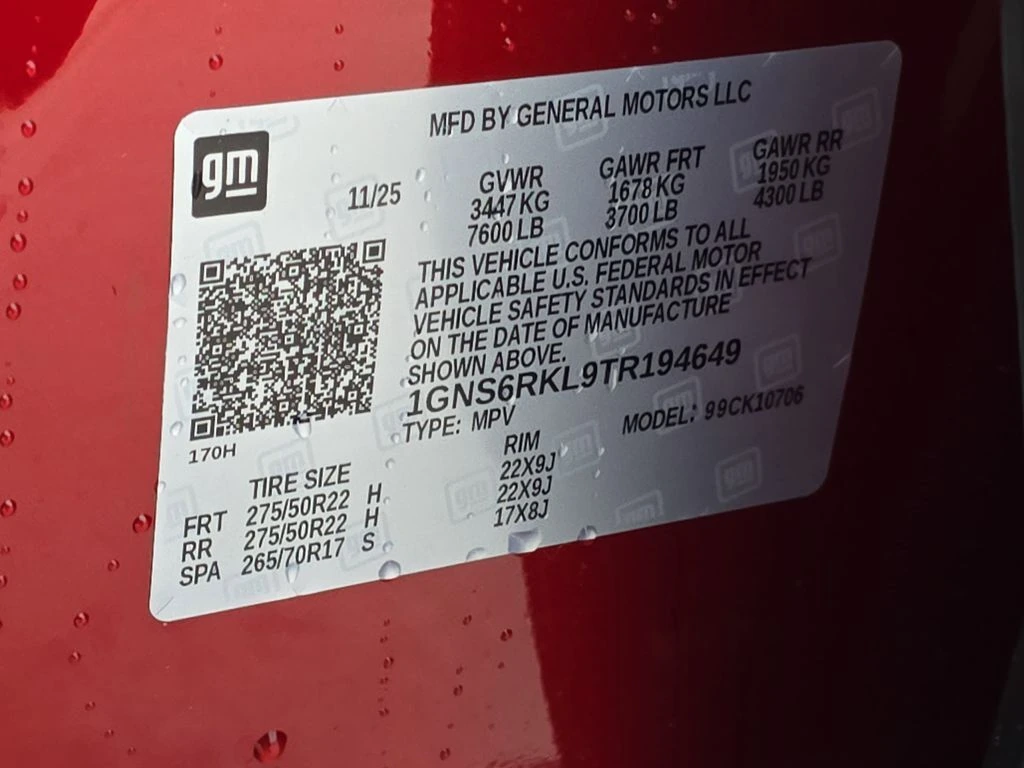 MFD BY GENERAL MOTORS LLC
gm
11/25
GVWR GAWR FRT GAWR RR
3447 KG 1678 KG 1950 KG
7600 LB 3700 LB 4300 LB
THIS VEHICLE CONFORMS TO ALL
APPLICABLE U.S. FEDERAL MOTOR
VEHICLE SAFETY STANDARDS IN EFFECT
ON THE DATE OF MANUFACTURE
SHOWN ABOVE.
1GNS6RKL9TR194649
TYPE: MPV MODEL: 99CK10706
170H
TIRE SIZE RIM
FRT 275/50R22 H 22X9J
RR 275/50R22 H 22X9J
SPA 265/70R17 S 17X8J